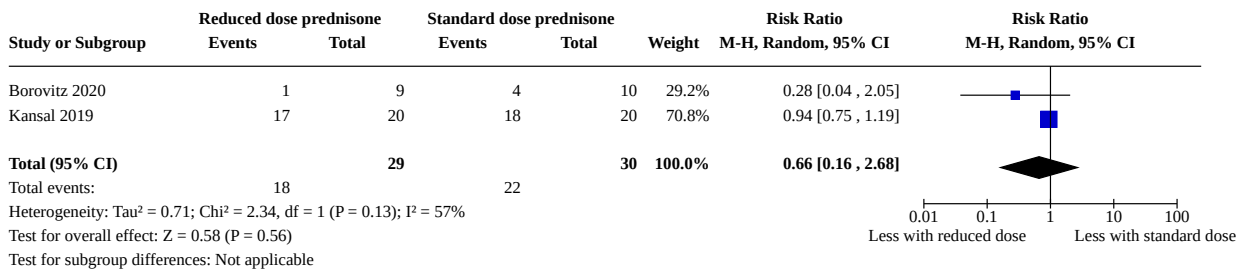 Reduced dose prednisone Standard dose prednisone Risk Ratio Risk Ratio
Study or Subgroup Events Total Events Total Weight M-H, Random, 95% CI M-H, Random, 95% CI
Borovitz 2020 1 9 4 10 29.2% 0.28 [0.04 , 2.05]
Kansal 2019 17 20 18 20 70.8% 0.94 [0.75 , 1.19]
Total (95% CI) 29 30 100.0% 0.66 [0.16 , 2.68]
Total events: 18 22
Heterogeneity: Tau² = 0.71; Chi² = 2.34, df = 1 (P = 0.13); I² = 57%
0.01 0.1 1 10 100
Test for overall effect: Z = 0.58 (P = 0.56)
Less with reduced dose Less with standard dose
Test for subgroup differences: Not applicable